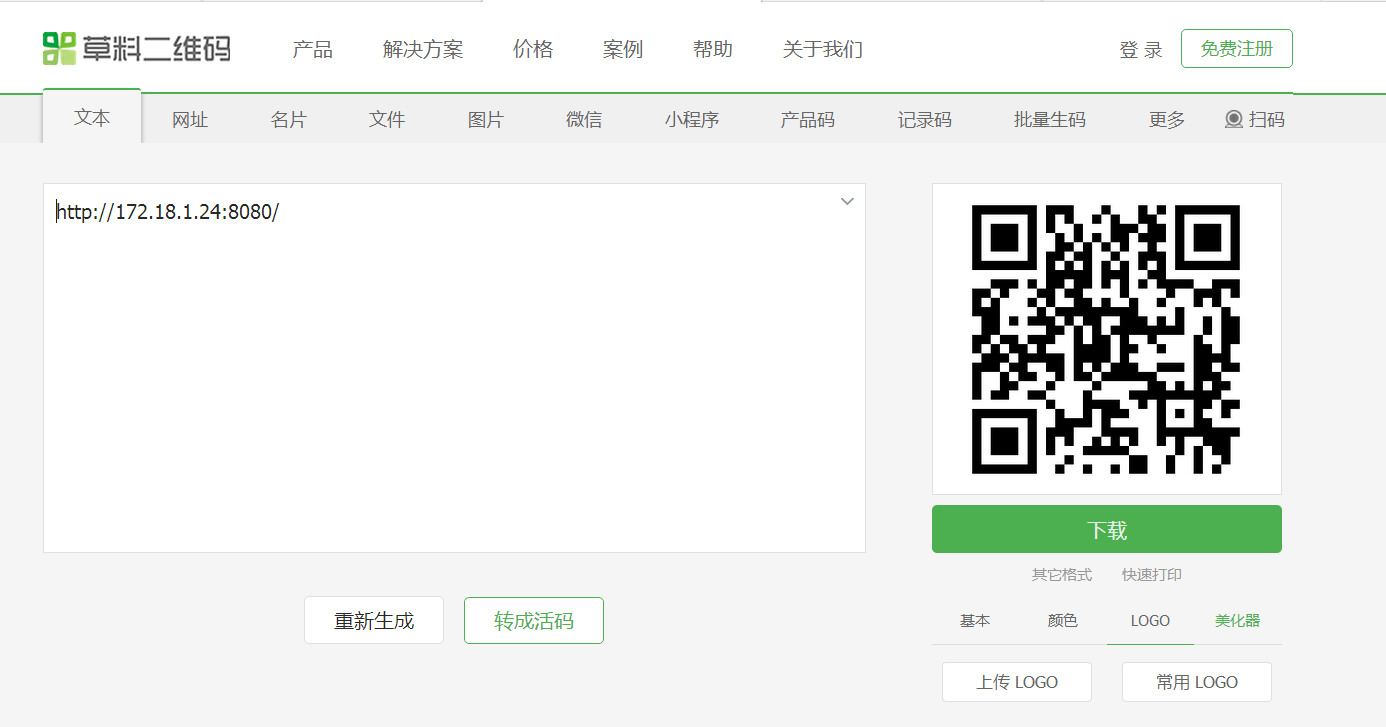 草料二维码 产品 解决方案 价格 案例 帮助 关于我们 登 录 免费注册
文本 网址 名片 文件 图片 微信 小程序 产品码 记录码 批量生码 更多 扫码
http://172.18.1.24:8080/
下载
其它格式 快速打印
重新生成 转成活码
基本 颜色 LOGO 美化器
上传 LOGO 常用 LOGO